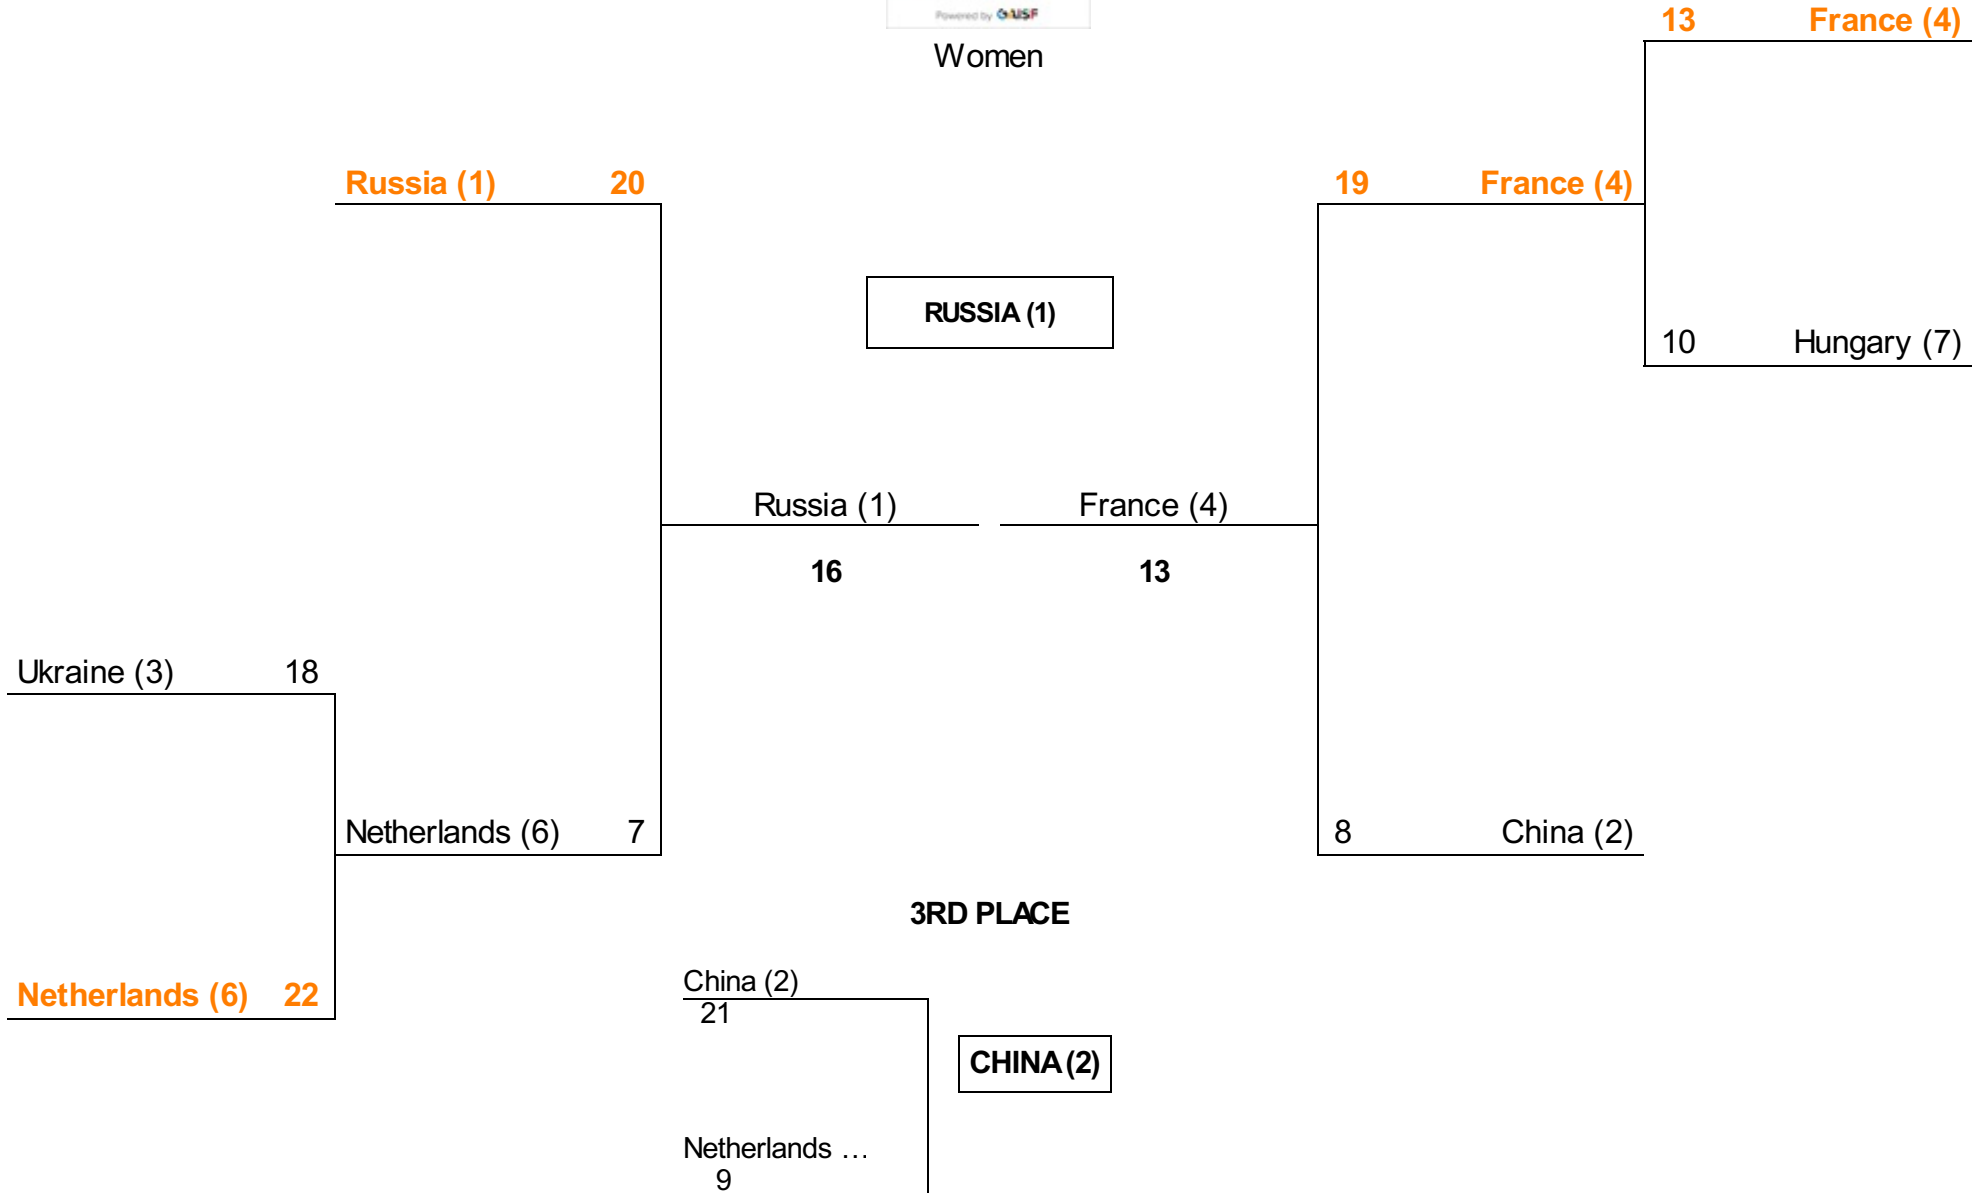 Powered by GAISF
Women
13 France (4)
Russia (1) 20
19 France (4)
RUSSIA (1)
10 Hungary (7)
Russia (1)
France (4)
16
13
Ukraine (3) 18
Netherlands (6) 7
8 China (2)
3RD PLACE
Netherlands (6) 22
China (2)
21
CHINA (2)
Netherlands …
9